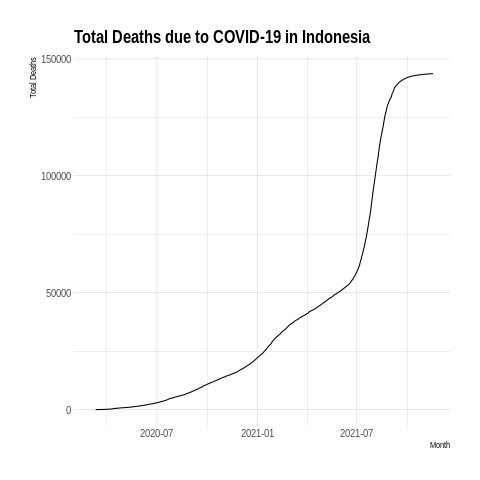 Total Deaths due to COVID-19 in Indonesia
Total Deaths
150000
100000
50000
0
2020-07 2021-01 2021-07
Month